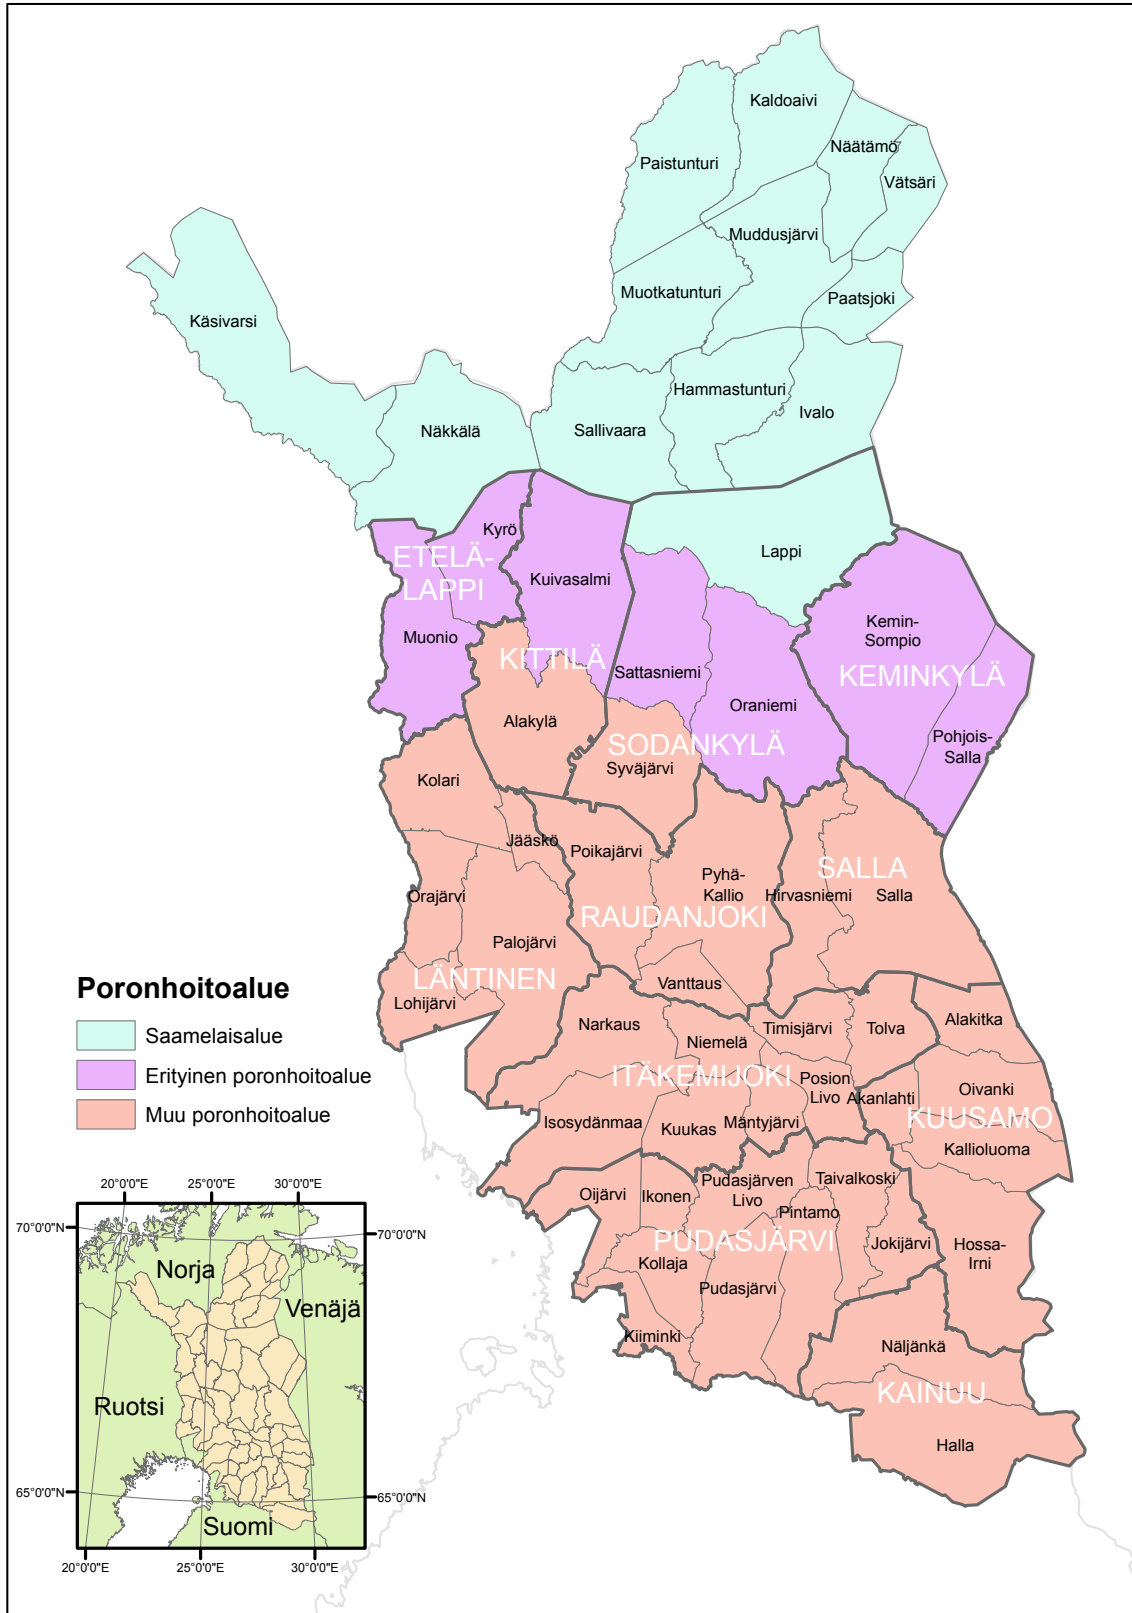 Kaldoaivi
Näätämö
Paistunturi
Vätsäri
Muddusjärvi
Muotkatunturi
Paatsjoki
Käsivarsi
Hammastunturi
Ivalo
Näkkälä
Sallivaara
Kyrö
ETELÄ-
LAPPI
Kuivasalmi
Lappi
Kemin-
Sompio
Muonio
KITTILÄ
Sattasniemi
KEMINKYLÄ
Oraniemi
Alakylä
Pohjois-
Salla
SODANKYLÄ
Syväjärvi
Kolari
Jääskö
Poikajärvi
Pyhä-
Kallio
SALLA
Hirvasniemi
Salla
Orajärvi
RAUDANJOKI
Palojärvi
LÄNTINEN
Vanttaus
Lohijärvi
Poronhoitoalue
Saamelaisalue
Erityinen poronhoitoalue
Muu poronhoitoalue
Narkaus
Niemelä
Timisjärvi
Tolva
Alakitka
ITÄKEMIJOKI
Posion
Livo
Akanlahti
Oivanki
KUUSAMO
Isosydänmaa
Kuukas
Mäntyjärvi
Kallioluoma
Oijärvi
Ikonen
Pudasjärven
Livo
Taivalkoski
Pintamo
PUDASJÄRVI
Jokijärvi
Hossa-
Irni
Kollaja
Pudasjärvi
Kiiminki
Näljänkä
KAINUU
Halla
20°0'0"E
25°0'0"E
30°0'0"E
70°0'0"N
70°0'0"N
Norja
Venäjä
Ruotsi
65°0'0"N
65°0'0"N
Suomi
20°0'0"E
25°0'0"E
30°0'0"E